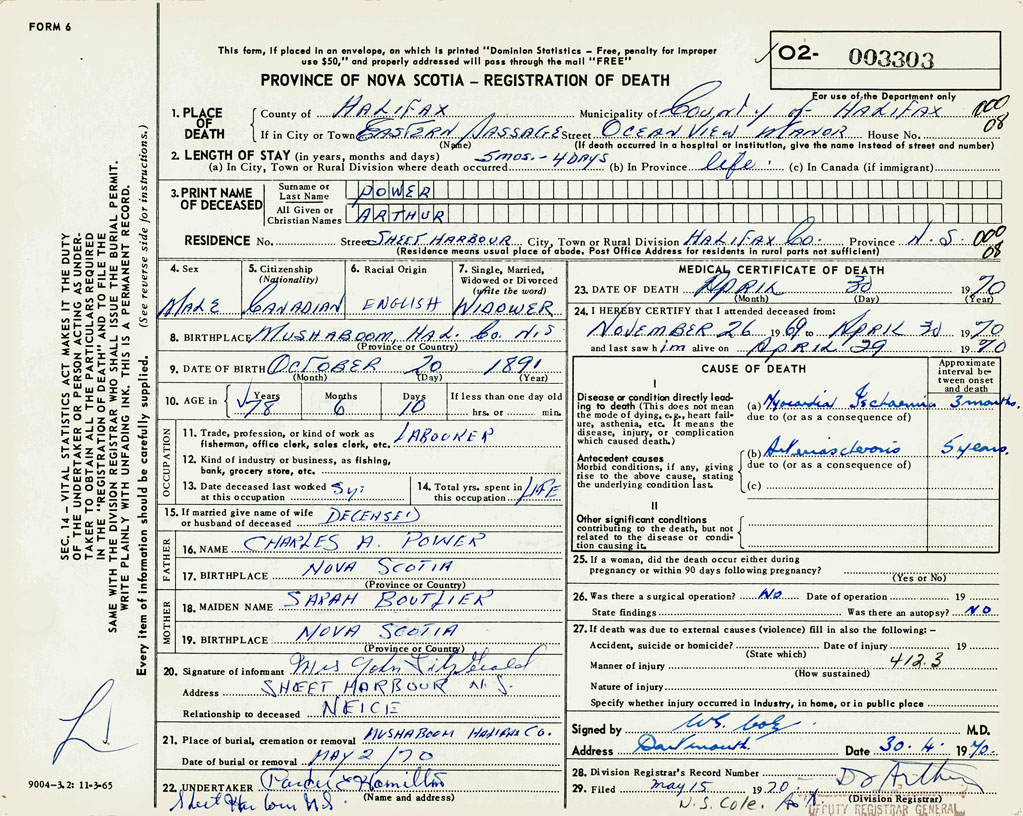 FORM 6
This form, if placed in an envelope, on which is printed "Dominion Statistics – Free, penalty for improper
use $50," and properly addressed will pass through the mail "FREE"
PROVINCE OF NOVA SCOTIA – REGISTRATION OF DEATH
O2- 003303
For use of the Department only
000
08
1. PLACE OF DEATH
County of HALIFAX Municipality of COUNTY OF HALIFAX
If in City or Town EASTERN PASSAGE Street OCEAN VIEW MANOR House No.
(Name) (If death occurred in a hospital or institution, give the name instead of street and number)
2. LENGTH OF STAY (in years, months and days) 5 mos. - 4 DAYS
(a) In City, Town or Rural Division where death occurred (b) In Province life. (c) In Canada (if immigrant)
3. PRINT NAME OF DECEASED
Surname or Last Name POWER
All Given or Christian Names ARTHUR
RESIDENCE No. Street SHEET HARBOUR City, Town or Rural Division HALIFAX Co. Province N.S.
000
08
(Residence means usual place of abode. Post Office Address for residents in rural parts not sufficient)
4. Sex
MALE
5. Citizenship
(Nationality)
CANADIAN
6. Racial Origin
ENGLISH
7. Single, Married,
Widowed or Divorced
(write the word)
WIDOWER
8. BIRTHPLACE MUSHABOOM, HAL. Co. N.S
(Province or Country)
9. DATE OF BIRTH OCTOBER 20 1891
(Month) (Day) (Year)
10. AGE in
Years
78
Months
6
Days
10
If less than one day old
hrs. or min.
OCCUPATION
11. Trade, profession, or kind of work as
fisherman, office clerk, sales clerk, etc. LABOURER
12. Kind of industry or business, as fishing,
bank, grocery store, etc.
13. Date deceased last worked
at this occupation
14. Total yrs. spent in
this occupation LIFE
15. If married give name of wife
or husband of deceased DECEASED
FATHER
16. NAME CHARLES A. POWER
17. BIRTHPLACE NOVA SCOTIA
(Province or Country)
MOTHER
18. MAIDEN NAME SARAH BOUTLIER
19. BIRTHPLACE NOVA SCOTIA
(Province or Country)
20. Signature of informant Mrs John Fitzgerald
Address SHEET HARBOUR N.S.
Relationship to deceased NEICE
21. Place of burial, cremation or removal MUSHABOOM Co.
Date of burial or removal MAY 2/70
22. UNDERTAKER Hamilton
Sheet Harbour N.S. (Name and address)
MEDICAL CERTIFICATE OF DEATH
23. DATE OF DEATH APRIL 30 1970
(Month) (Day) (Year)
24. I HEREBY CERTIFY that I attended deceased from:
NOVEMBER 26 1969 to APRIL 30 1970
and last saw him alive on APRIL 29 1970
CAUSE OF DEATH
Approximate
interval be-
tween onset
and death
I
Disease or condition directly lead-
ing to death (This does not mean
the mode of dying, e.g., heart fail-
ure, asthenia, etc. It means the
disease, injury, or complication
which caused death.)
(a) Myocardial Ischaemia 3 months.
due to (or as a consequence of)
Antecedent causes
Morbid conditions, if any, giving
rise to the above cause, stating
the underlying condition last.
(b) Arteriosclerosis 5 years.
due to (or as a consequence of)
(c)
II
Other significant conditions
contributing to the death, but not
related to the disease or condi-
tion causing it.
25. If a woman, did the death occur either during
pregnancy or within 90 days following pregnancy?
(Yes or No)
26. Was there a surgical operation? NO Date of operation 19
State findings Was there an autopsy? NO
27. If death was due to external causes (violence) fill in also the following: –
Accident, suicide or homicide? Date of injury 19
(State which)
412.3
Manner of injury
(How sustained)
Nature of injury
Specify whether injury occurred in industry, in home, or in public place
Signed by M.D.
Address Dartmouth Date 30.4.1970.
28. Division Registrar's Record Number
29. Filed May 15 1970
(Division Registrar)
N.S. Cole.
DEPUTY REGISTRAR GENERAL
SEC. 14 – VITAL STATISTICS ACT MAKES IT THE DUTY
OF THE UNDERTAKER OR PERSON ACTING AS UNDER-
TAKER TO OBTAIN ALL THE PARTICULARS REQUIRED
IN THE "REGISTRATION OF DEATH" AND TO FILE THE
SAME WITH THE DIVISION REGISTRAR WHO SHALL ISSUE THE BURIAL PERMIT.
WRITE PLAINLY WITH UNFADING INK. THIS IS A PERMANENT RECORD.
Every item of information should be carefully supplied. (See reverse side for instructions.)
9004-3.2: 11-3-65